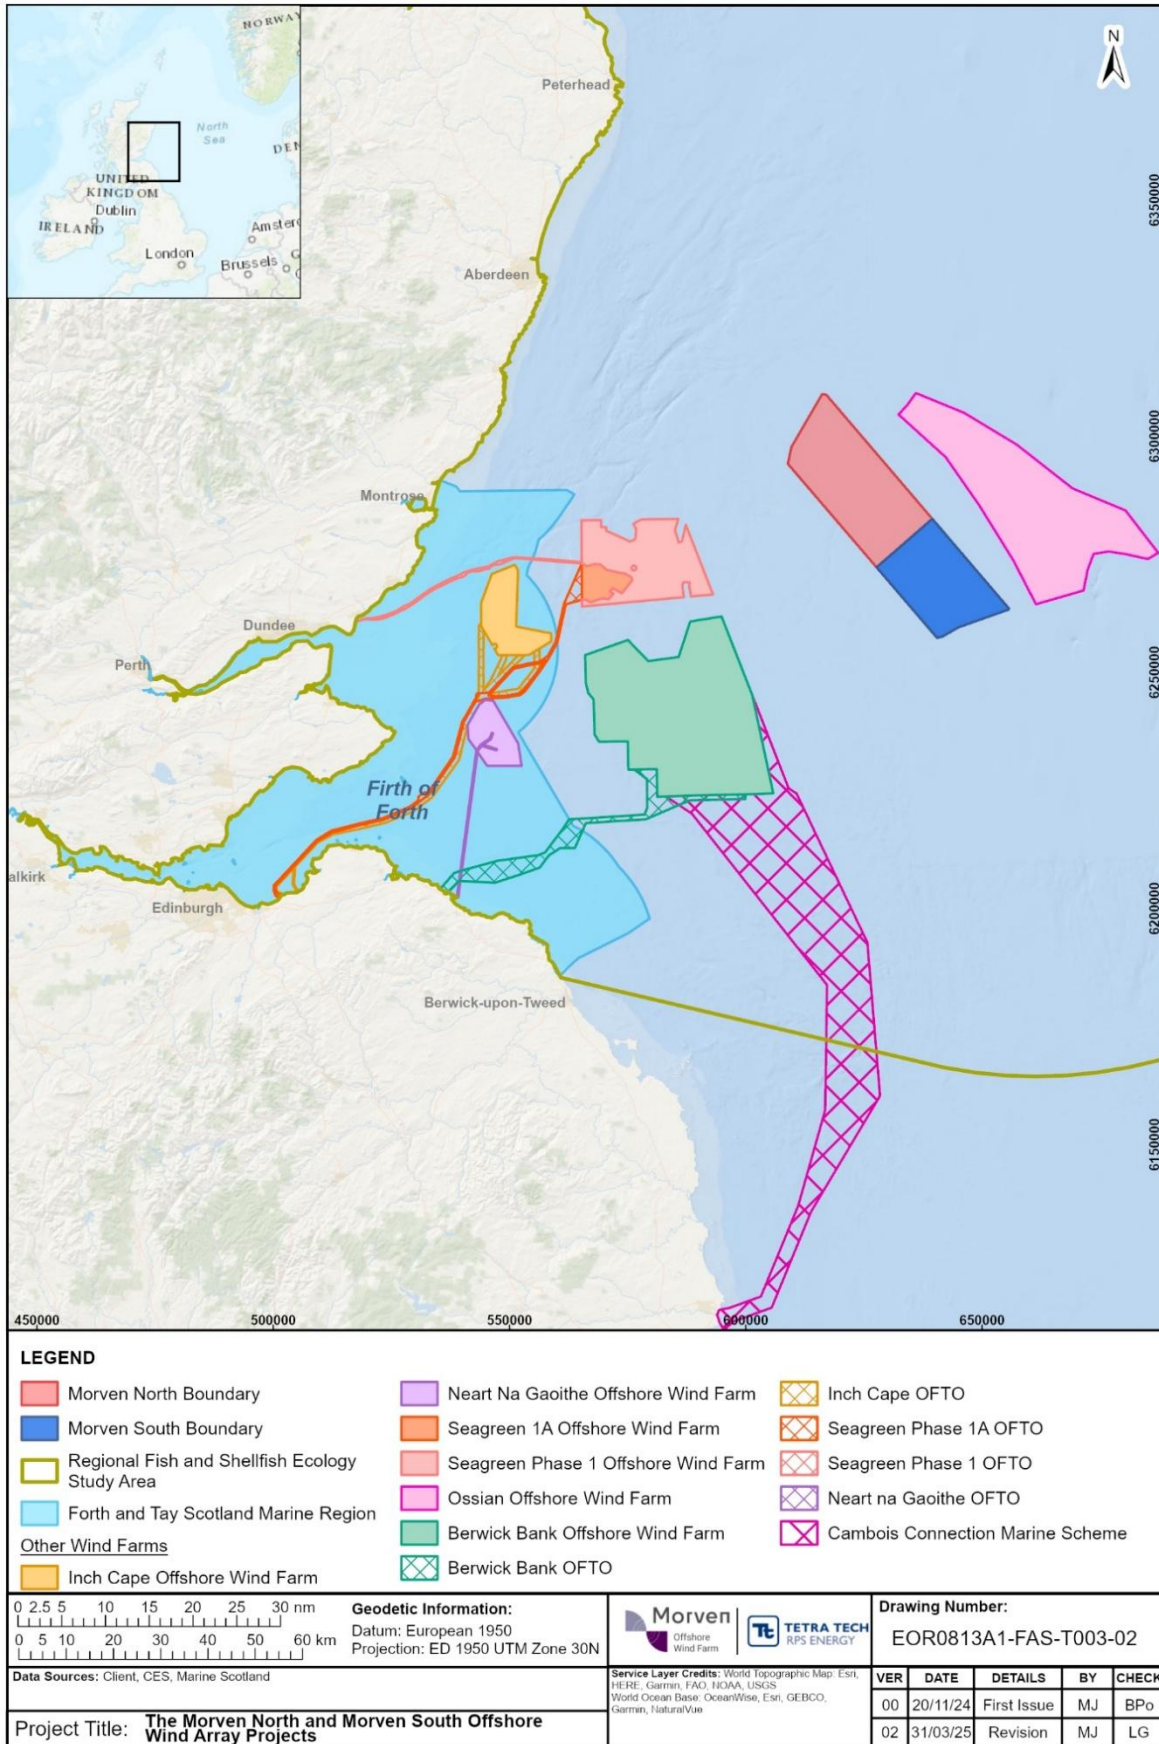 NORWAY
North
Sea
DEN
UNITED
KINGDOM
Dublin
IRELAND
Amster
London
Brussels
N
Peterhead
6350000
Aberdeen
6300000
Montrose
Dundee
Perth
6250000
Firth of
Forth
alkirk
Edinburgh
6200000
Berwick-upon-Tweed
6150000
450000
500000
550000
600000
650000
LEGEND
Morven North Boundary
Morven South Boundary
Regional Fish and Shellfish Ecology
Study Area
Forth and Tay Scotland Marine Region
Other Wind Farms
Inch Cape Offshore Wind Farm
Neart Na Gaoithe Offshore Wind Farm
Seagreen 1A Offshore Wind Farm
Seagreen Phase 1 Offshore Wind Farm
Ossian Offshore Wind Farm
Berwick Bank Offshore Wind Farm
Berwick Bank OFTO
Inch Cape OFTO
Seagreen Phase 1A OFTO
Seagreen Phase 1 OFTO
Neart na Gaoithe OFTO
Cambois Connection Marine Scheme
0 2.5 5 10 15 20 25 30 nm
0 5 10 20 30 40 50 60 km
Geodetic Information:
Datum: European 1950
Projection: ED 1950 UTM Zone 30N
Data Sources: Client, CES, Marine Scotland
Project Title: The Morven North and Morven South Offshore
Wind Array Projects
Morven
Offshore
Wind Farm
Tt TETRA TECH
RPS ENERGY
Service Layer Credits: World Topographic Map: Esri,
HERE, Garmin, FAO, NOAA, USGS
World Ocean Base: OceanWise, Esri, GEBCO,
Garmin, NaturalVue
Drawing Number:
EOR0813A1-FAS-T003-02
VER DATE DETAILS BY CHECK
00 20/11/24 First Issue MJ BPo
02 31/03/25 Revision MJ LG